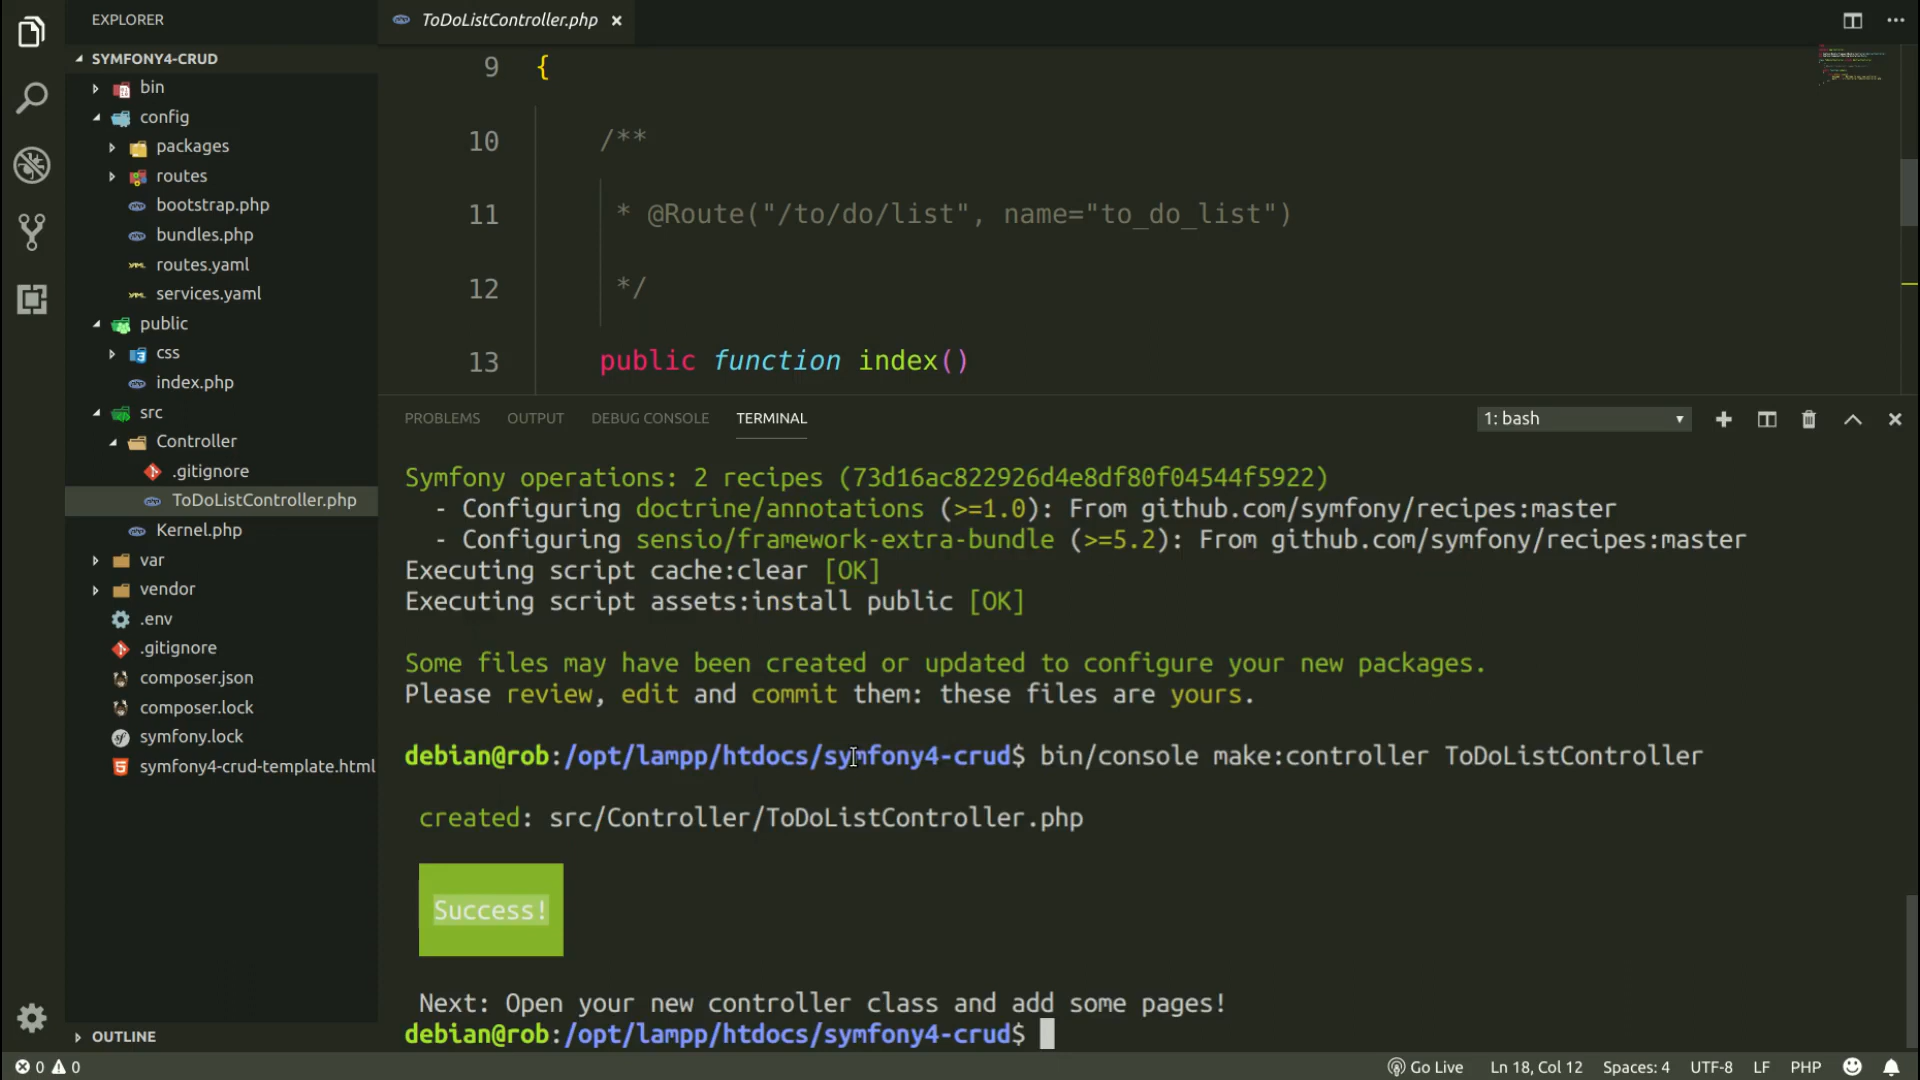 EXPLORER
SYMFONY4-CRUD
bin
config
packages
routes
bootstrap.php
bundles.php
routes.yaml
services.yaml
public
css
index.php
src
Controller
.gitignore
ToDoListController.php
Kernel.php
var
vendor
.env
.gitignore
composer.json
composer.lock
symfony.lock
symfony4-crud-template.html
OUTLINE
ToDoListController.php
9 {
10 /**
11 * @Route("/to/do/list", name="to_do_list")
12 */
13 public function index()
PROBLEMS OUTPUT DEBUG CONSOLE TERMINAL 1: bash
Symfony operations: 2 recipes (73d16ac822926d4e8df80f04544f5922)
- Configuring doctrine/annotations (>=1.0): From github.com/symfony/recipes:master
- Configuring sensio/framework-extra-bundle (>=5.2): From github.com/symfony/recipes:master
Executing script cache:clear [OK]
Executing script assets:install public [OK]
Some files may have been created or updated to configure your new packages.
Please review, edit and commit them: these files are yours.
debian@rob:/opt/lampp/htdocs/symfony4-crud$ bin/console make:controller ToDoListController
created: src/Controller/ToDoListController.php
Success!
Next: Open your new controller class and add some pages!
debian@rob:/opt/lampp/htdocs/symfony4-crud$
0 0 Go Live Ln 18, Col 12 Spaces: 4 UTF-8 LF PHP